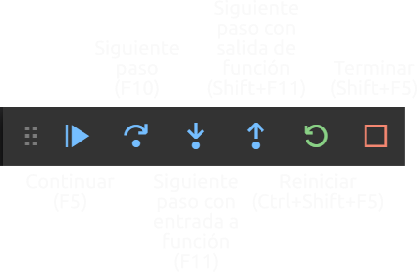 Siguiente
paso con
salida de
función
(Shift+F11)
Siguiente
paso
(F10)
Terminar
(Shift+F5)
Continuar
(F5)
Siguiente
paso con
entrada a
función
(F11)
Reiniciar
(Ctrl+Shift+F5)